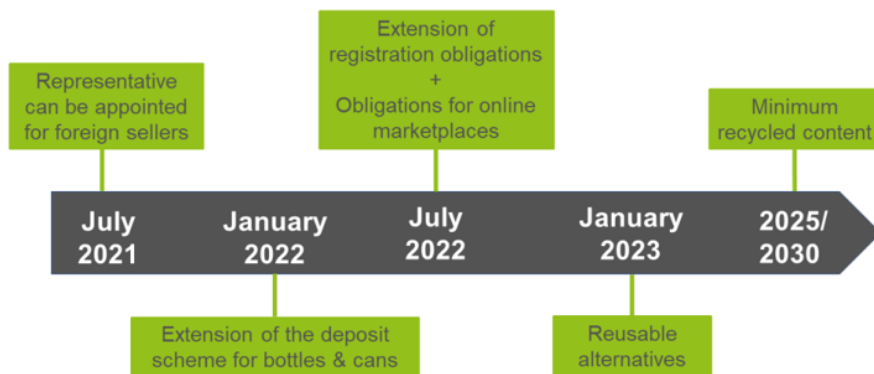 Extension of
registration obligations
+
Obligations for online
marketplaces
Representative
can be appointed
for foreign sellers
Minimum
recycled content
July
2021
January
2022
July
2022
January
2023
2025/
2030
Extension of the deposit
scheme for bottles & cans
Reusable
alternatives